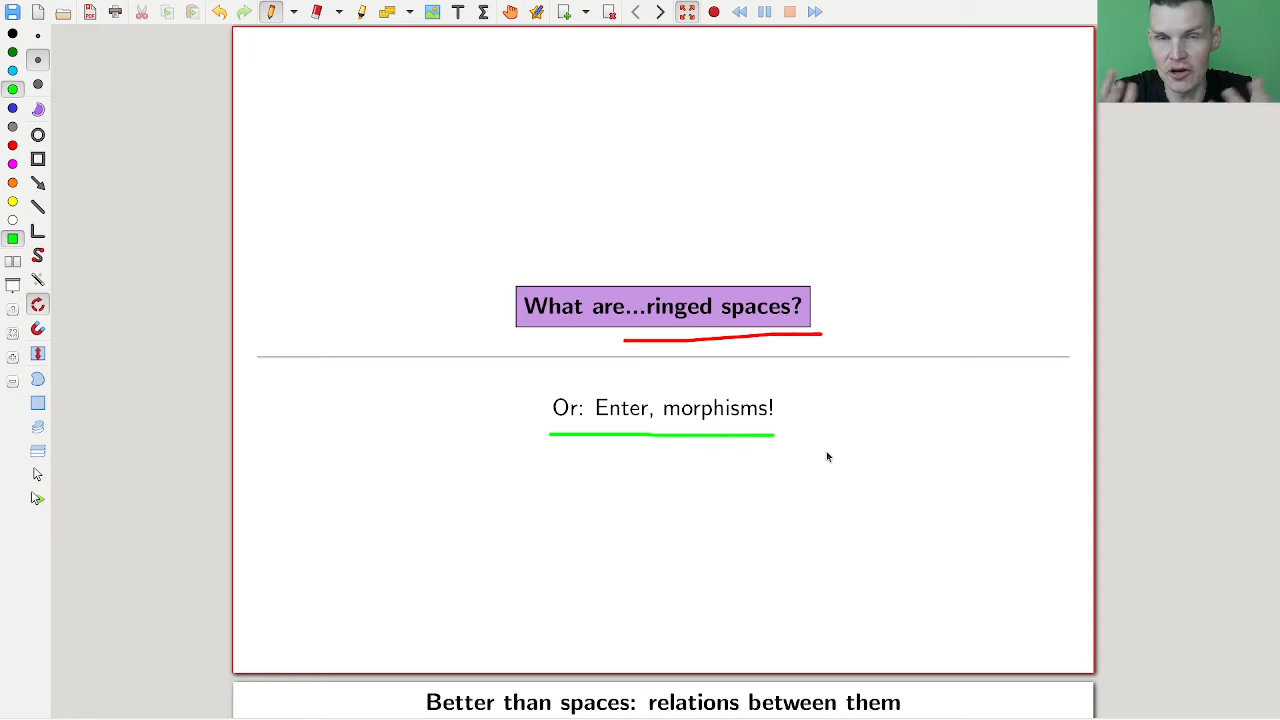 What are...ringed spaces?
Or: Enter, morphisms!
Better than spaces: relations between them